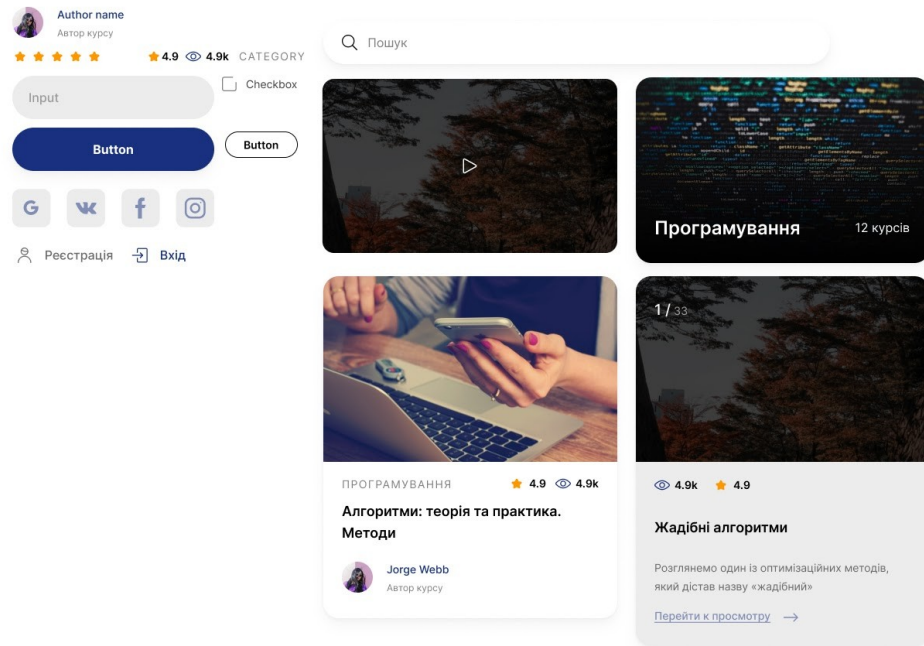 Author name
Автор курсу
4.9 4.9k CATEGORY
Input
Checkbox
Button
Button
Реєстрація
Вхід
Пошук
Програмування
12 курсів
ПРОГРАМУВАННЯ
4.9 4.9k
Алгоритми: теорія та практика.
Методи
Jorge Webb
Автор курсу
1 / 33
4.9k 4.9
Жадібні алгоритми
Розглянемо один із оптимізаційних методів,
який дістав назву «жадібний»
Перейти к просмотру